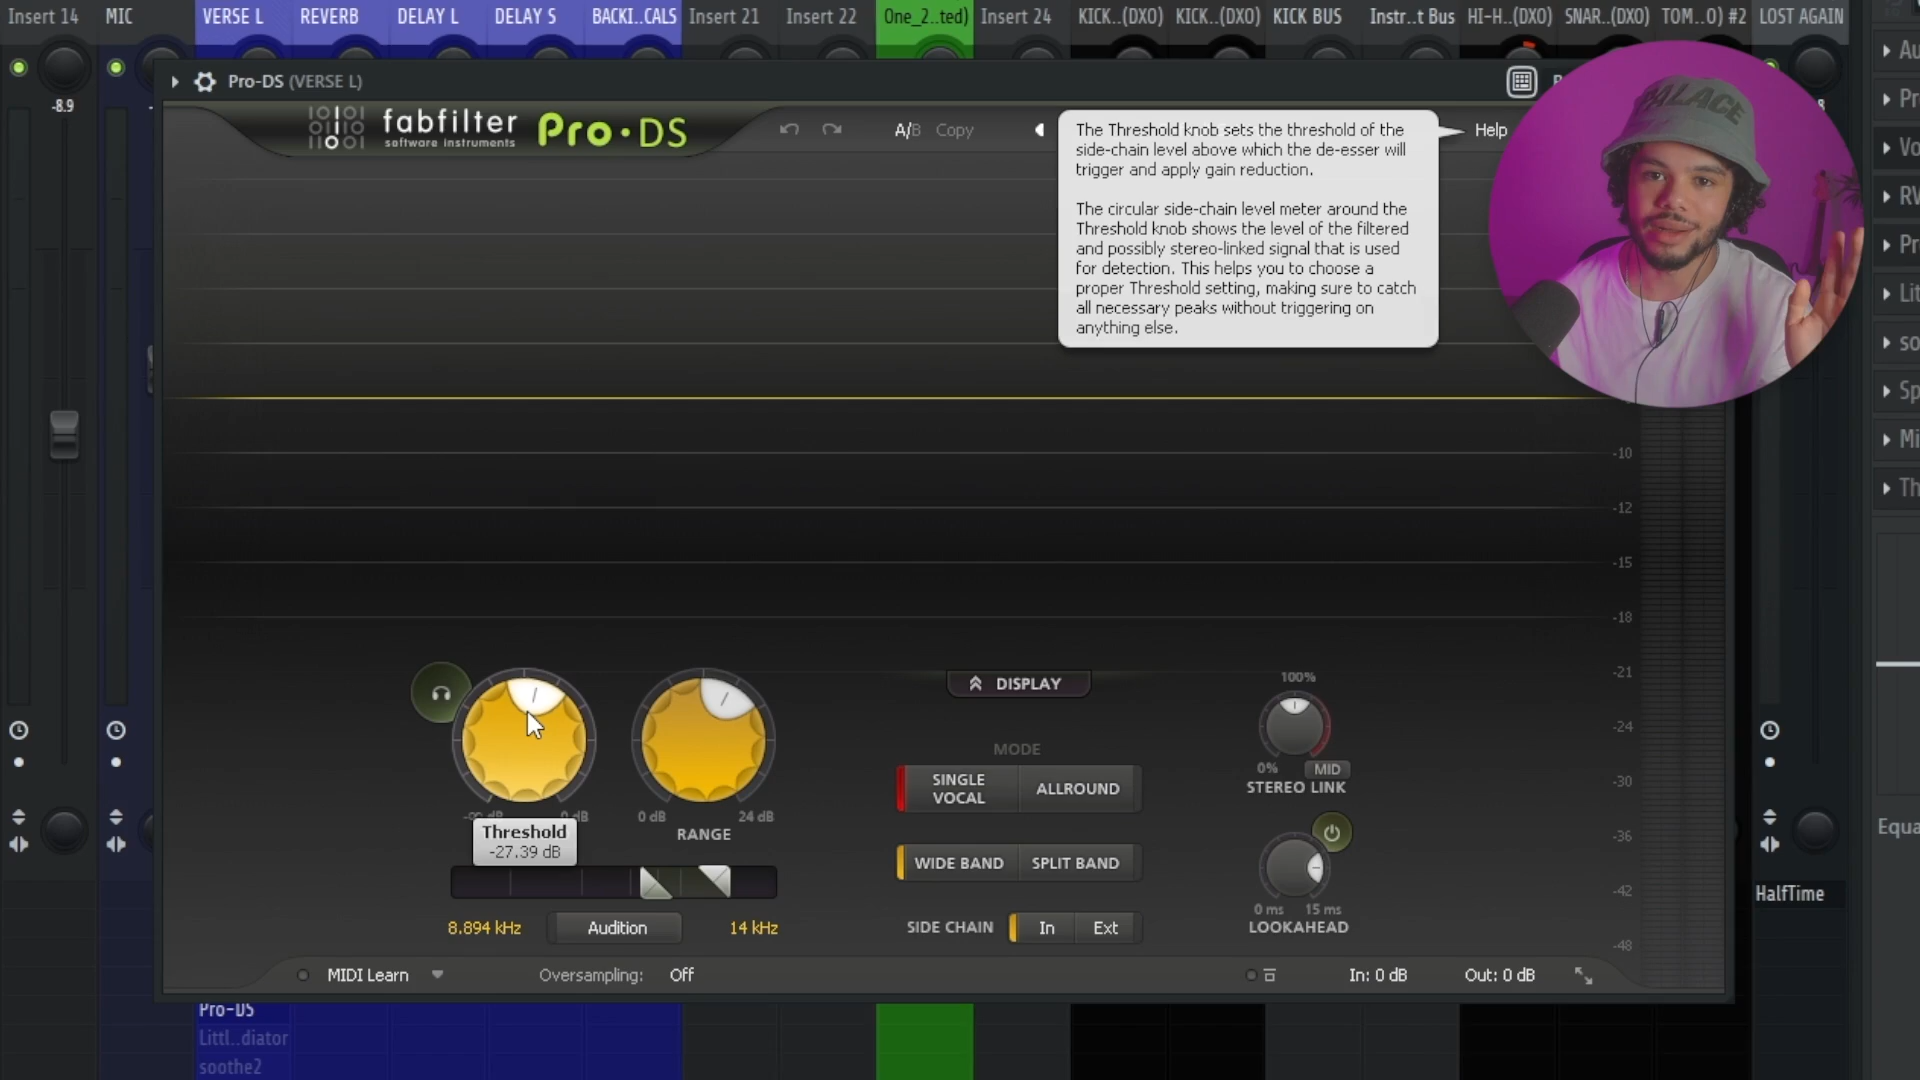 Insert 14
MIC
VERSE L
REVERB
DELAY L
DELAY S
BACKI...CALS
Insert 21
Insert 22
One_2..ted)
Insert 24
KICK..(DXO)
KICK..(DXO)
KICK BUS
Instr..t Bus
HI-H..(DXO)
SNAR..(DXO)
TOM...O) #2
LOST AGAIN
-8.9
Pro-DS (VERSE L)
fabfilter
software instruments
Pro·DS
A/B
Copy
Help
The Threshold knob sets the threshold of the
side-chain level above which the de-esser will
trigger and apply gain reduction.
The circular side-chain level meter around the
Threshold knob shows the level of the filtered
and possibly stereo-linked signal that is used
for detection. This helps you to choose a
proper Threshold setting, making sure to catch
all necessary peaks without triggering on
anything else.
PALACE
-10
-12
-15
-18
-21
-24
-30
-36
-42
-48
DISPLAY
MODE
SINGLE
VOCAL
ALLROUND
WIDE BAND
SPLIT BAND
SIDE CHAIN
In
Ext
100%
0%
MID
STEREO LINK
0 ms
15 ms
LOOKAHEAD
0 dB
0 dB
24 dB
RANGE
Threshold
-27.39 dB
8.894 kHz
Audition
14 kHz
MIDI Learn
Oversampling:
Off
In: 0 dB
Out: 0 dB
Pro-DS
Littl..diator
soothe2
HalfTime
Equa